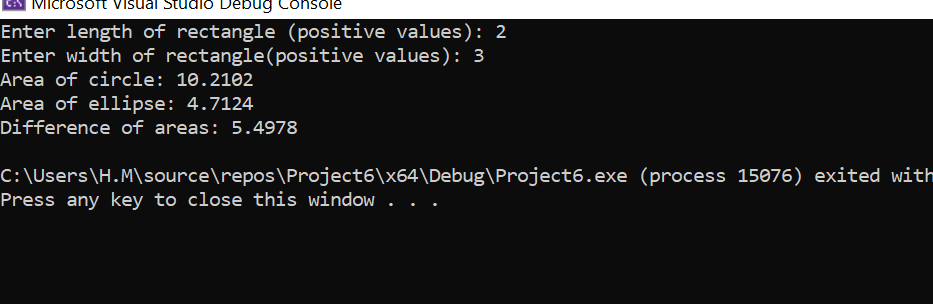 Microsoft Visual Studio Debug Console
Enter length of rectangle (positive values): 2
Enter width of rectangle(positive values): 3
Area of circle: 10.2102
Area of ellipse: 4.7124
Difference of areas: 5.4978
C:\Users\H.M\source\repos\Project6\x64\Debug\Project6.exe (process 15076) exited with
Press any key to close this window . . .